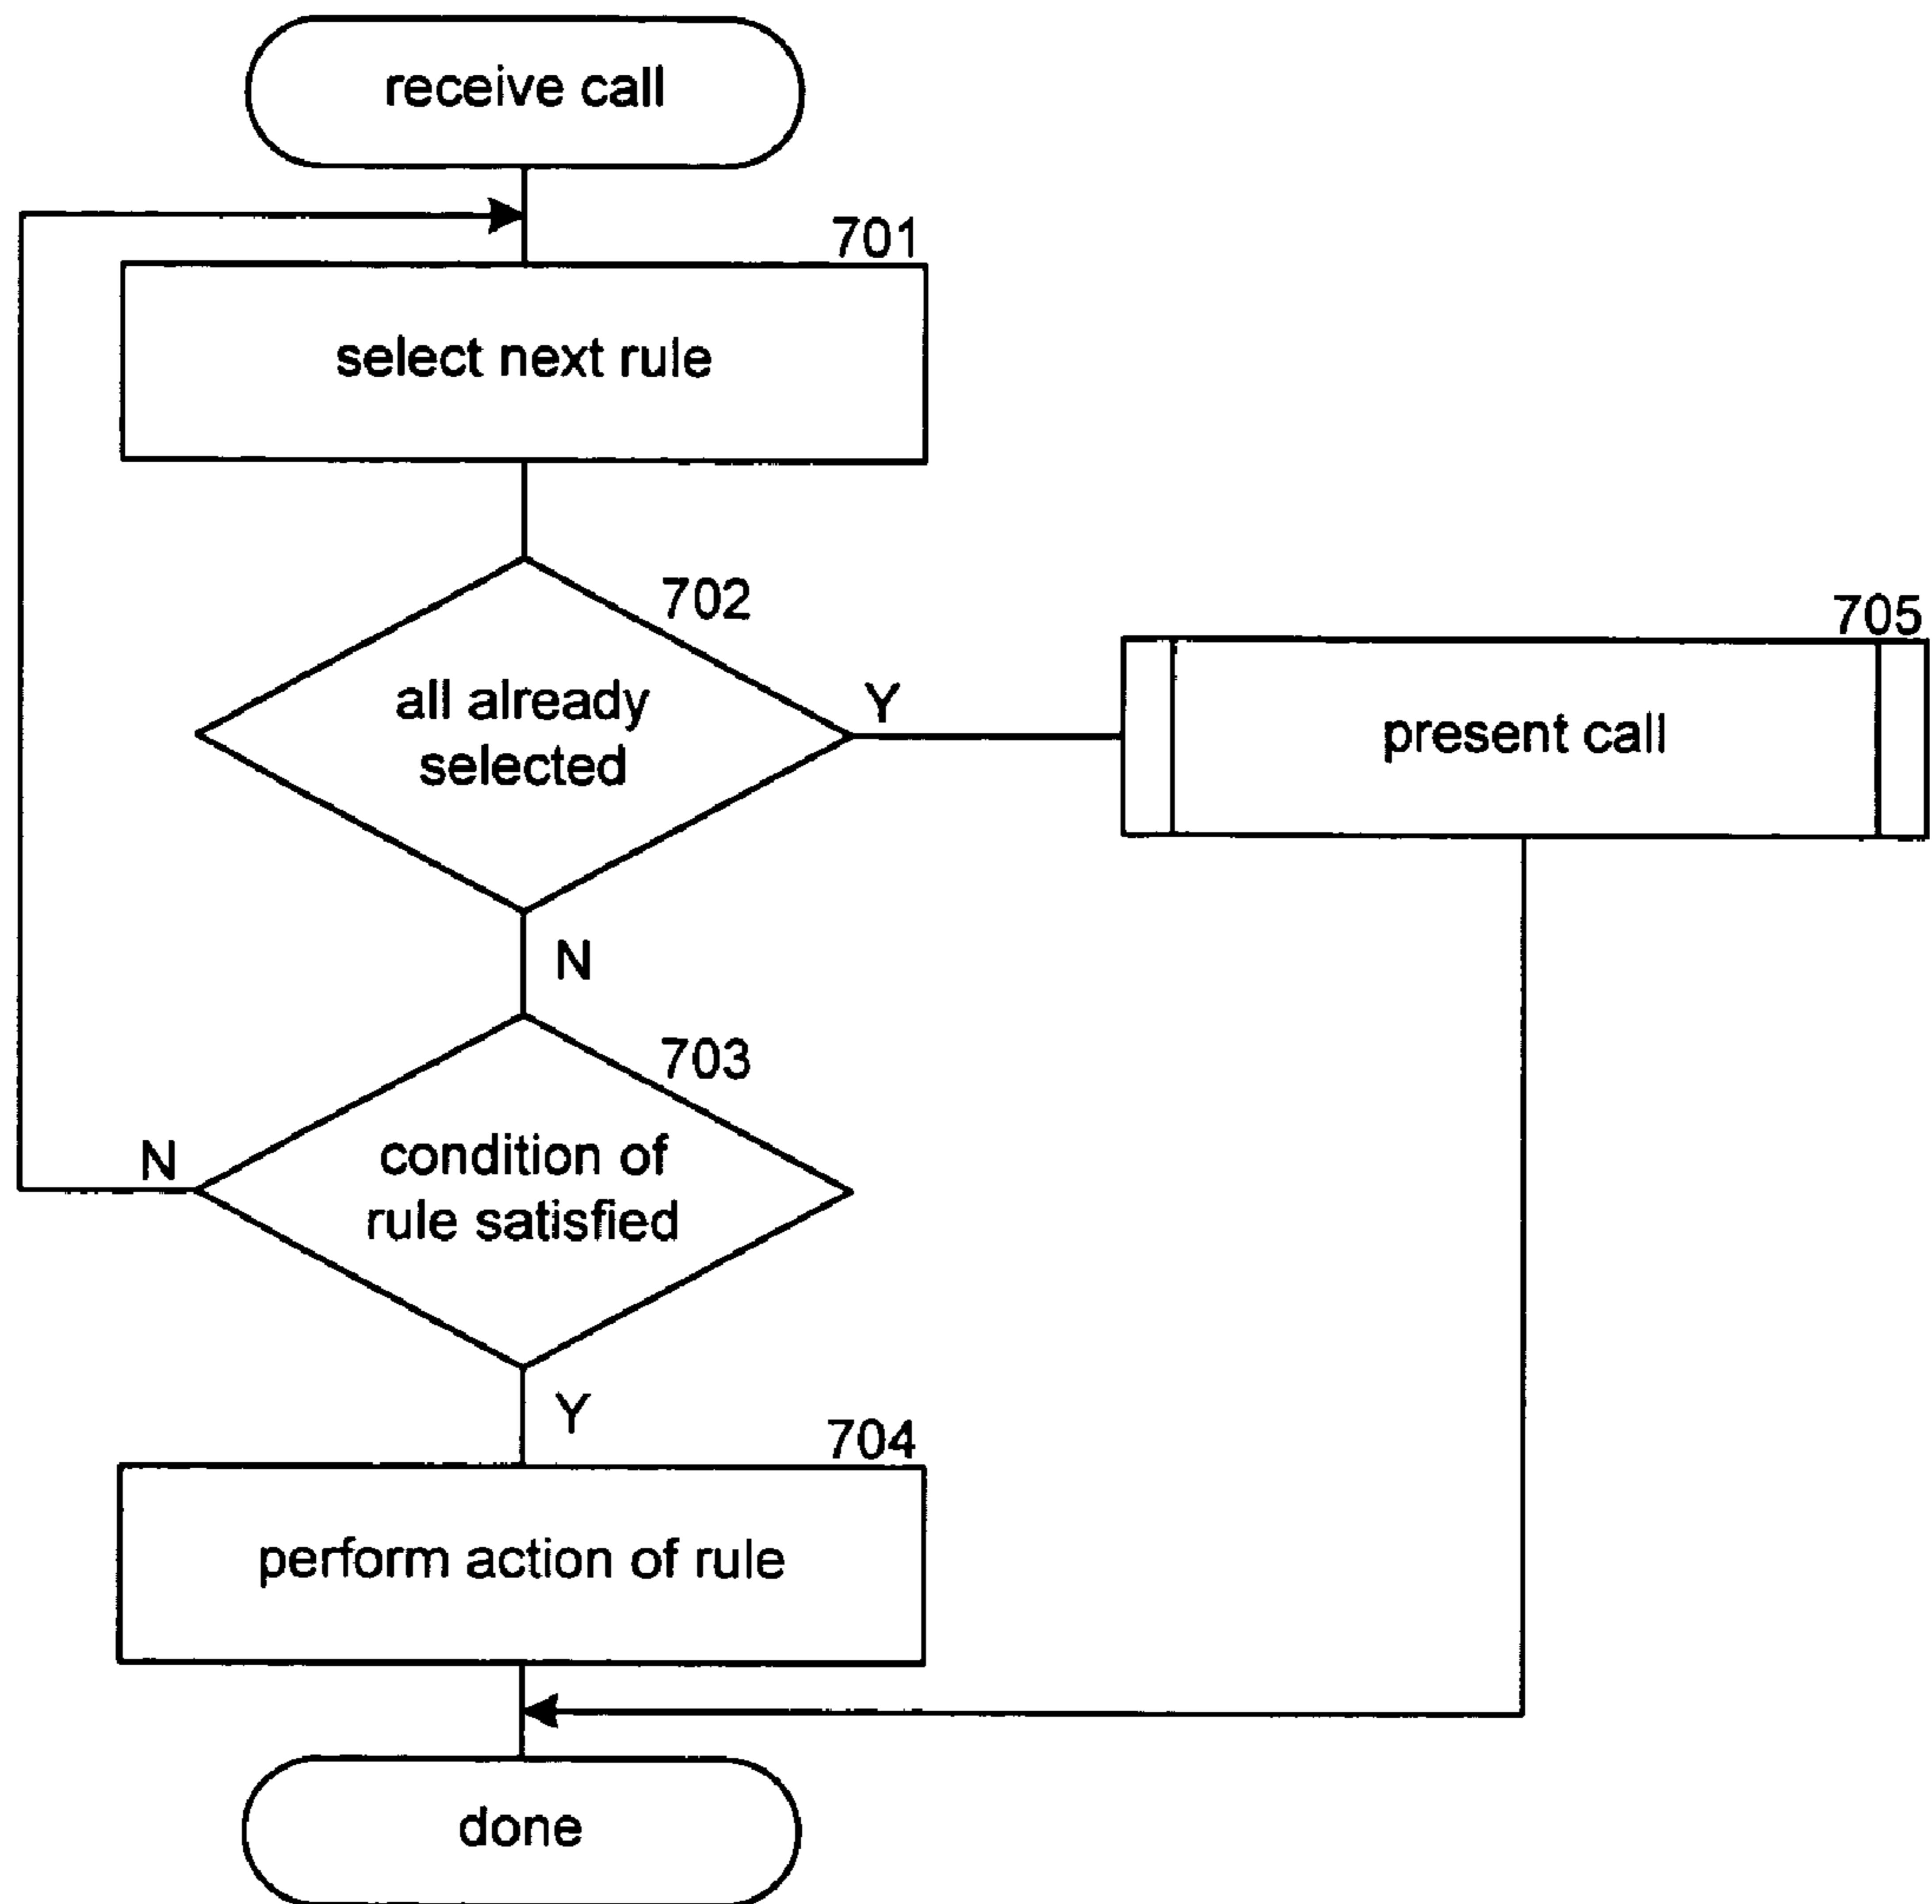 receive call
701
select next rule
702
all already
selected
Y
705
present call
N
703
condition of
rule satisfied
N
Y
704
perform action of rule
done